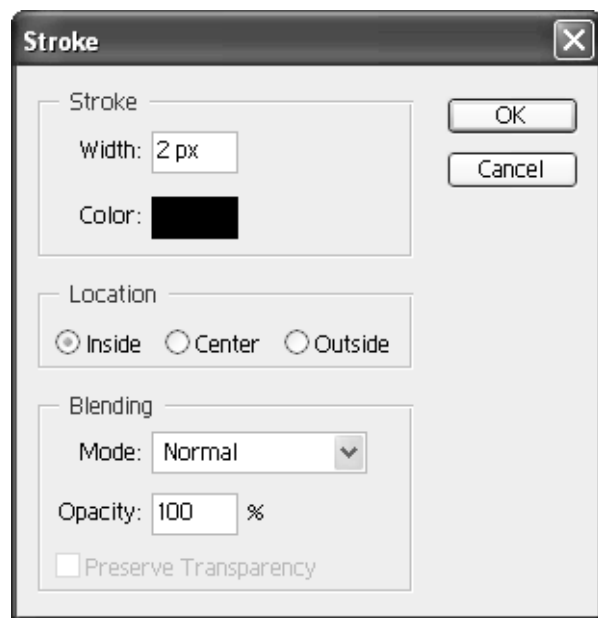 Stroke
Stroke
OK
Width: 2 px
Cancel
Color:
Location
Inside Center Outside
Blending
Mode: Normal
Opacity: 100 %
Preserve Transparency